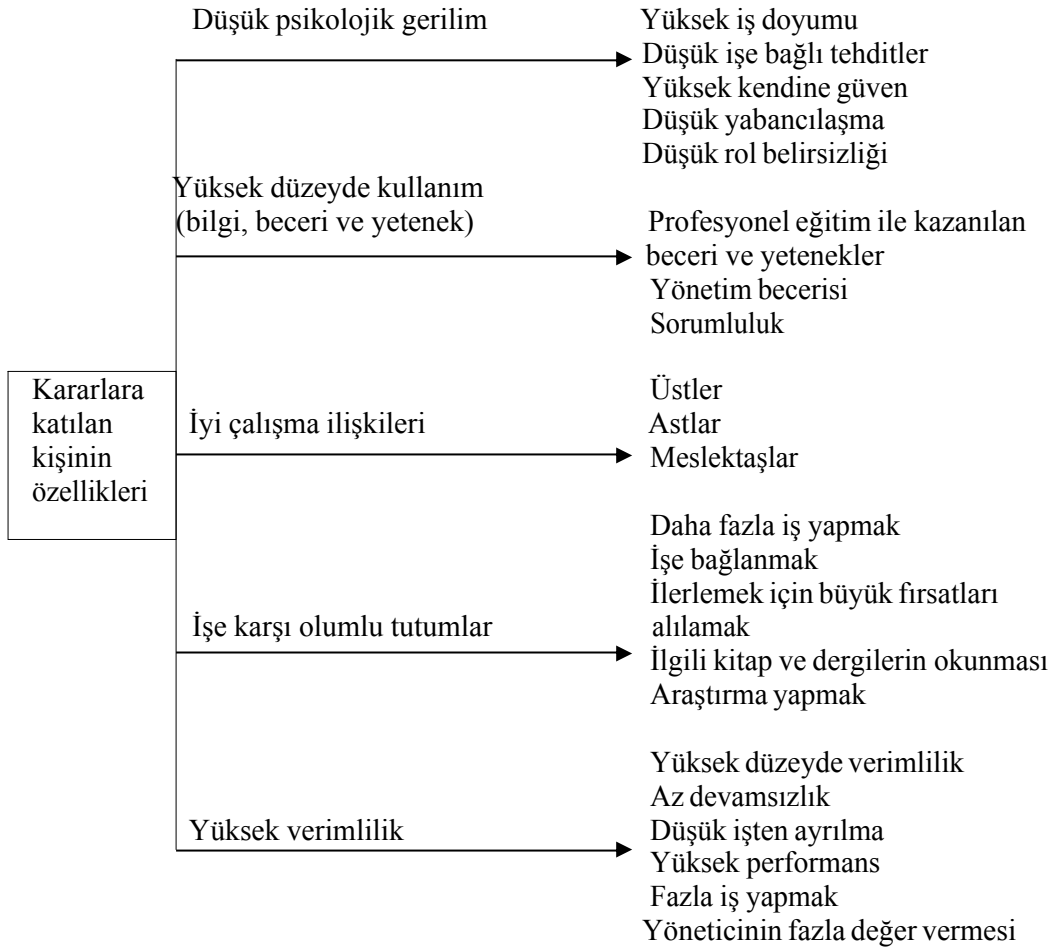 Düşük psikolojik gerilim
Yüksek iş doyumu
Düşük işe bağlı tehditler
Yüksek kendine güven
Düşük yabancılaşma
Düşük rol belirsizliği
Yüksek düzeyde kullanım
(bilgi, beceri ve yetenek)
Profesyonel eğitim ile kazanılan
beceri ve yetenekler
Yönetim becerisi
Sorumluluk
Kararlara
katılan
kişinin
özellikleri
İyi çalışma ilişkileri
Üstler
Astlar
Meslektaşlar
İşe karşı olumlu tutumlar
Daha fazla iş yapmak
İşe bağlanmak
İlerlemek için büyük fırsatları
alılamak
İlgili kitap ve dergilerin okunması
Araştırma yapmak
Yüksek verimlilik
Yüksek düzeyde verimlilik
Az devamsızlık
Düşük işten ayrılma
Yüksek performans
Fazla iş yapmak
Yöneticinin fazla değer vermesi